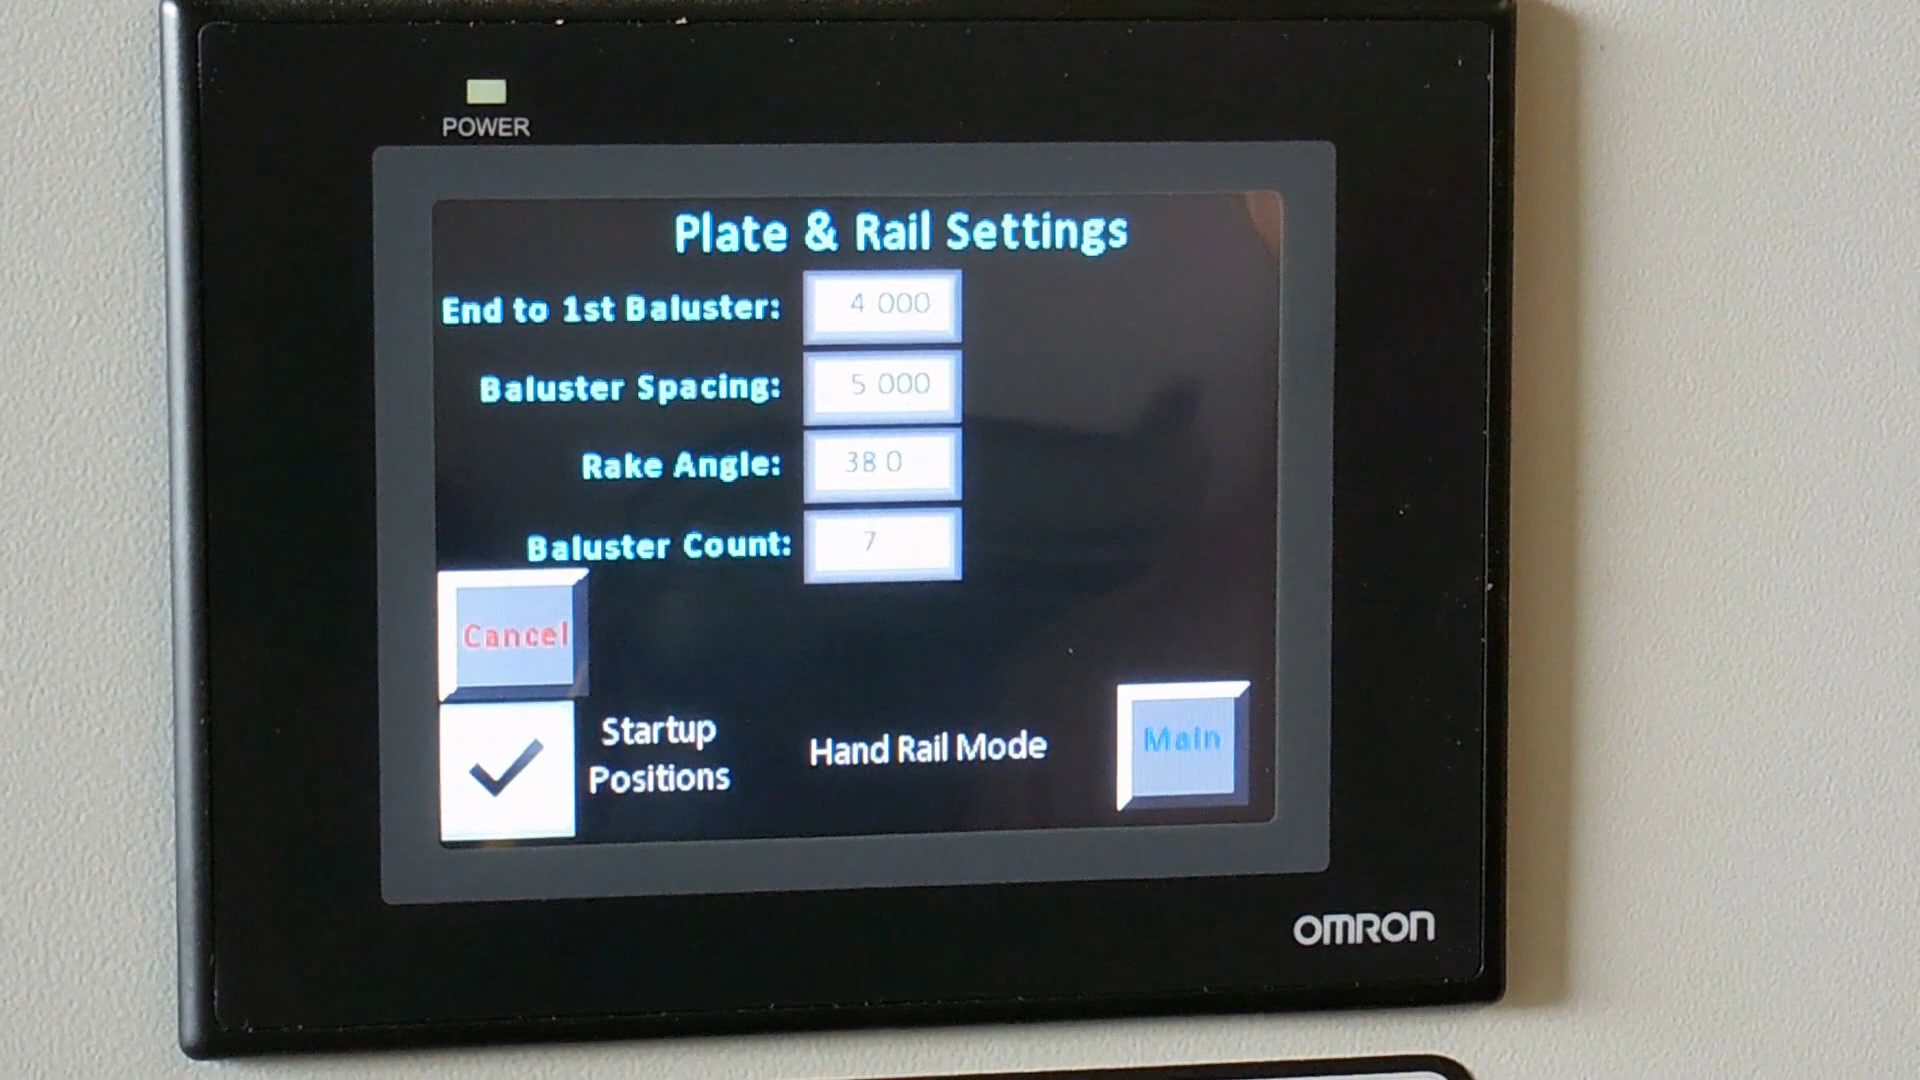 POWER
Plate & Rail Settings
End to 1st Baluster: 4 000
Baluster Spacing: 5 000
Rake Angle: 38 0
Baluster Count: 7
Cancel
Startup
Positions
Hand Rail Mode
Main
OMRON